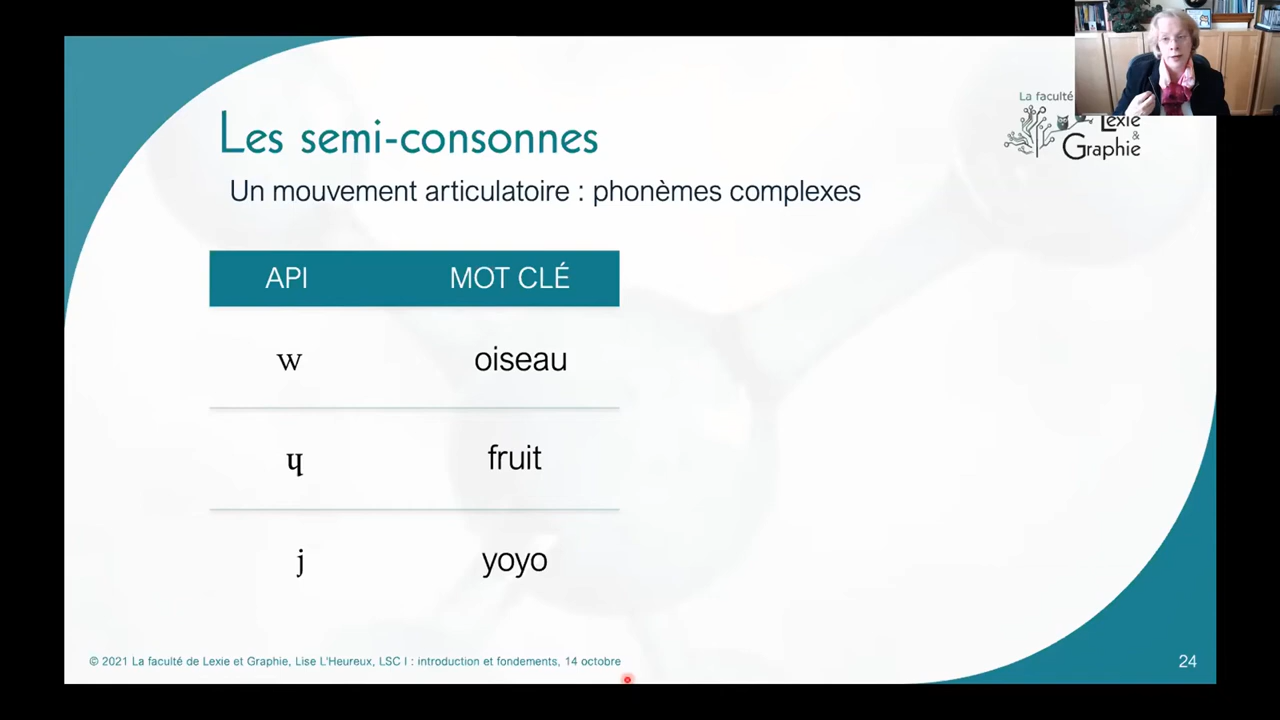 Les semi-consonnes
Un mouvement articulatoire : phonèmes complexes
La faculté
Lexie
&
Graphie
API MOT CLÉ
w oiseau
ɥ fruit
j yoyo
© 2021 La faculté de Lexie et Graphie, Lise L'Heureux, LSC I : introduction et fondements, 14 octobre
24